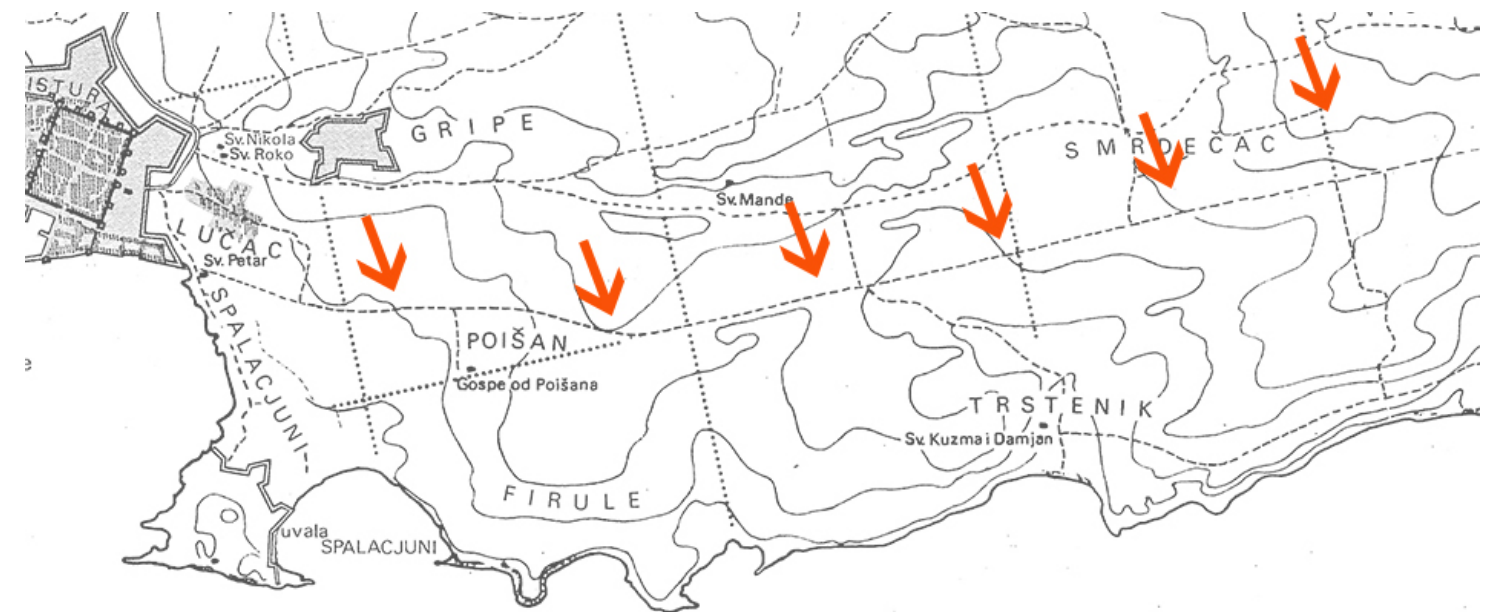 ISTURA
Sv. Nikola
Sv. Roko
GRIPE
SMRDEČAC
Sv. Mande
LUČAC
Sv. Petar
SPALACJUNI
POIŠAN
Gospe od Poišana
TRSTENIK
Sv. Kuzma i Damjan
FIRULE
uvala
SPALACJUNI